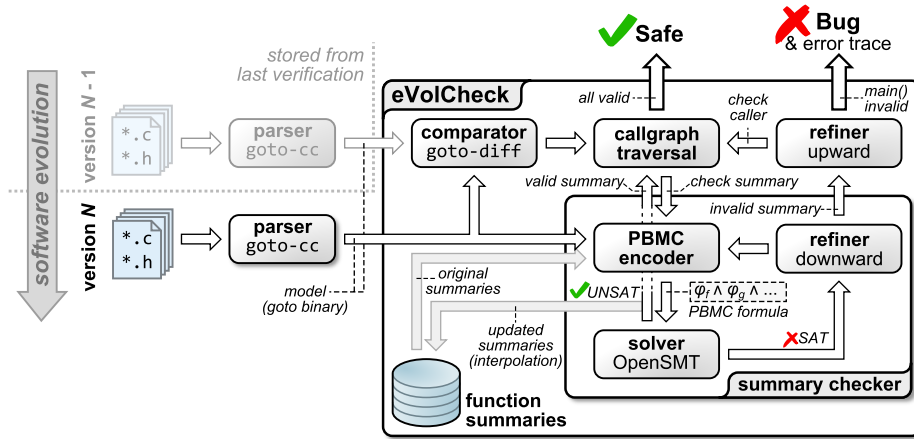 Safe
Bug
& error trace
stored from
last verification
eVolCheck
all valid
check
caller
main()
invalid
software evolution
version N - 1
*.c
*.h
parser
goto-cc
comparator
goto-diff
callgraph
traversal
refiner
upward
valid summary
check summary
invalid summary
version N
*.c
*.h
parser
goto-cc
PBMC
encoder
refiner
downward
model
(goto binary)
original
summaries
UNSAT
φf ∧ φg ∧ ...
PBMC formula
updated
summaries
(interpolation)
solver
OpenSMT
SAT
summary checker
function
summaries